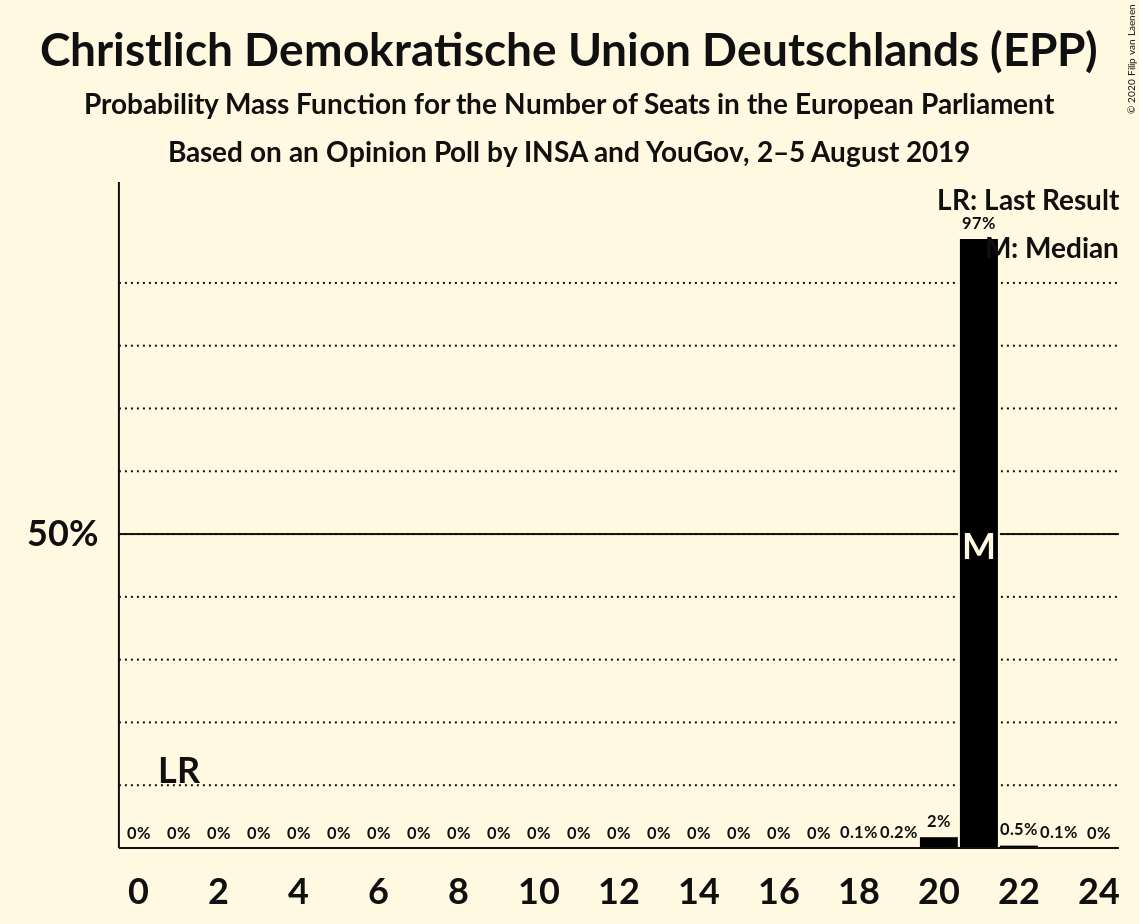 Christlich Demokratische Union Deutschlands (EPP)
Probability Mass Function for the Number of Seats in the European Parliament
Based on an Opinion Poll by INSA and YouGov, 2–5 August 2019
© 2020 Filip van Laenen
LR: Last Result
97%
M: Median
50%
M
LR
0% 0% 0% 0% 0% 0% 0% 0% 0% 0% 0% 0% 0% 0% 0% 0% 0% 0% 0.1% 0.2% 2% 0.5% 0.1% 0%
0 2 4 6 8 10 12 14 16 18 20 22 24